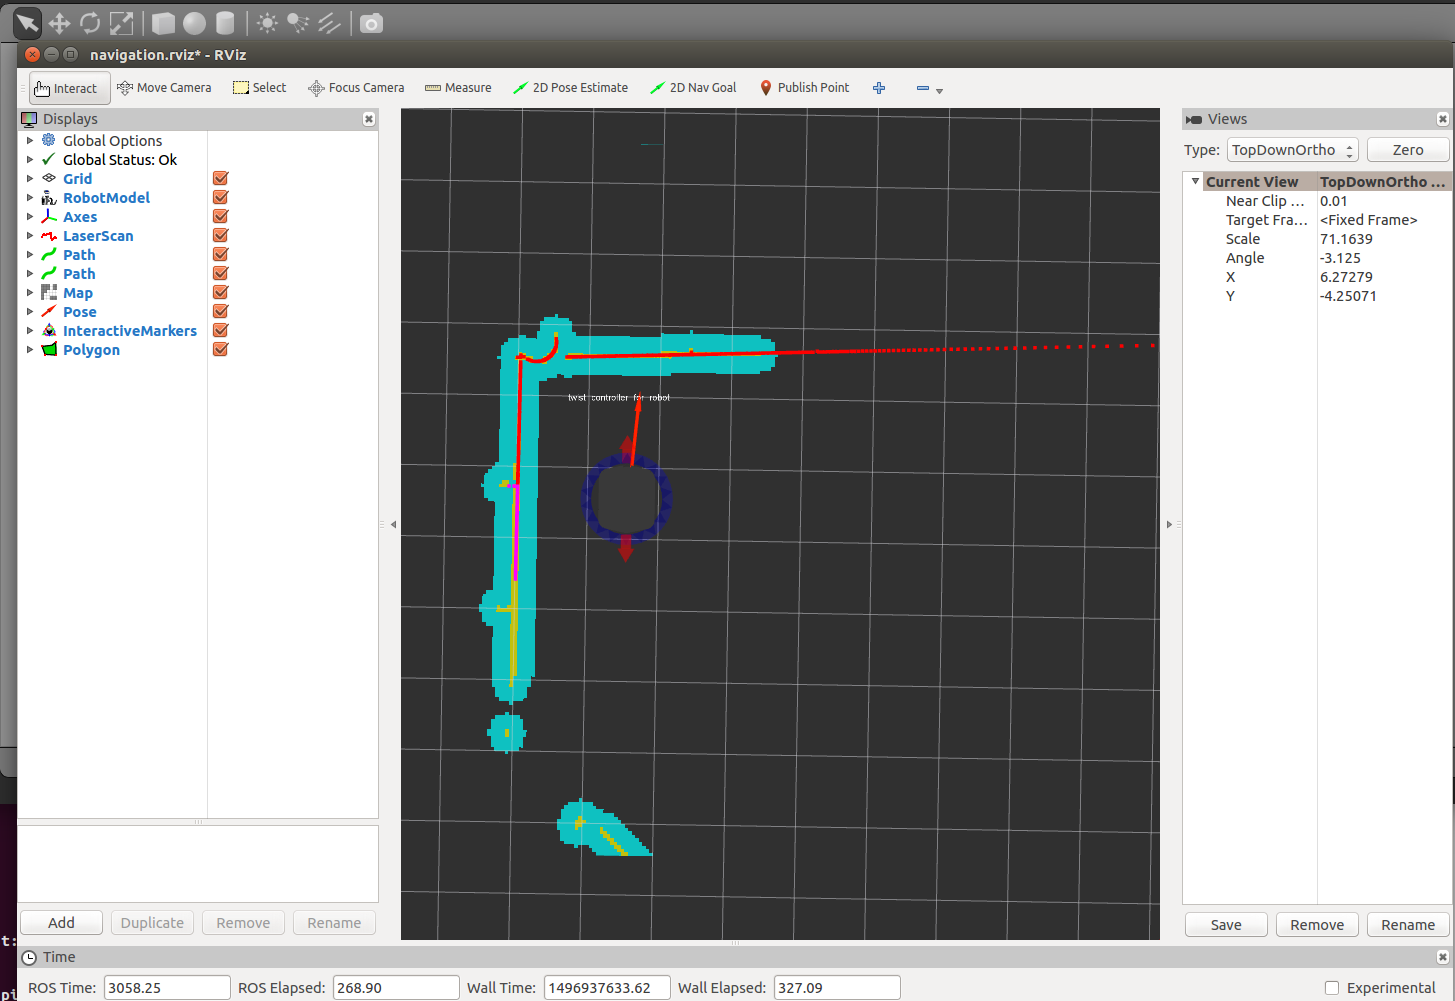 navigation.rviz* - RViz
Interact Move Camera Select Focus Camera Measure 2D Pose Estimate 2D Nav Goal Publish Point
Displays
Global Options
Global Status: Ok
Grid
RobotModel
Axes
LaserScan
Path
Path
Map
Pose
InteractiveMarkers
Polygon
Add Duplicate Remove Rename
twist controller for robot
Views
Type: TopDownOrtho Zero
Current View TopDownOrtho ...
Near Clip ... 0.01
Target Fra... <Fixed Frame>
Scale 71.1639
Angle -3.125
X 6.27279
Y -4.25071
Save Remove Rename
t:
Time
pi
ROS Time: 3058.25 ROS Elapsed: 268.90 Wall Time: 1496937633.62 Wall Elapsed: 327.09 Experimental